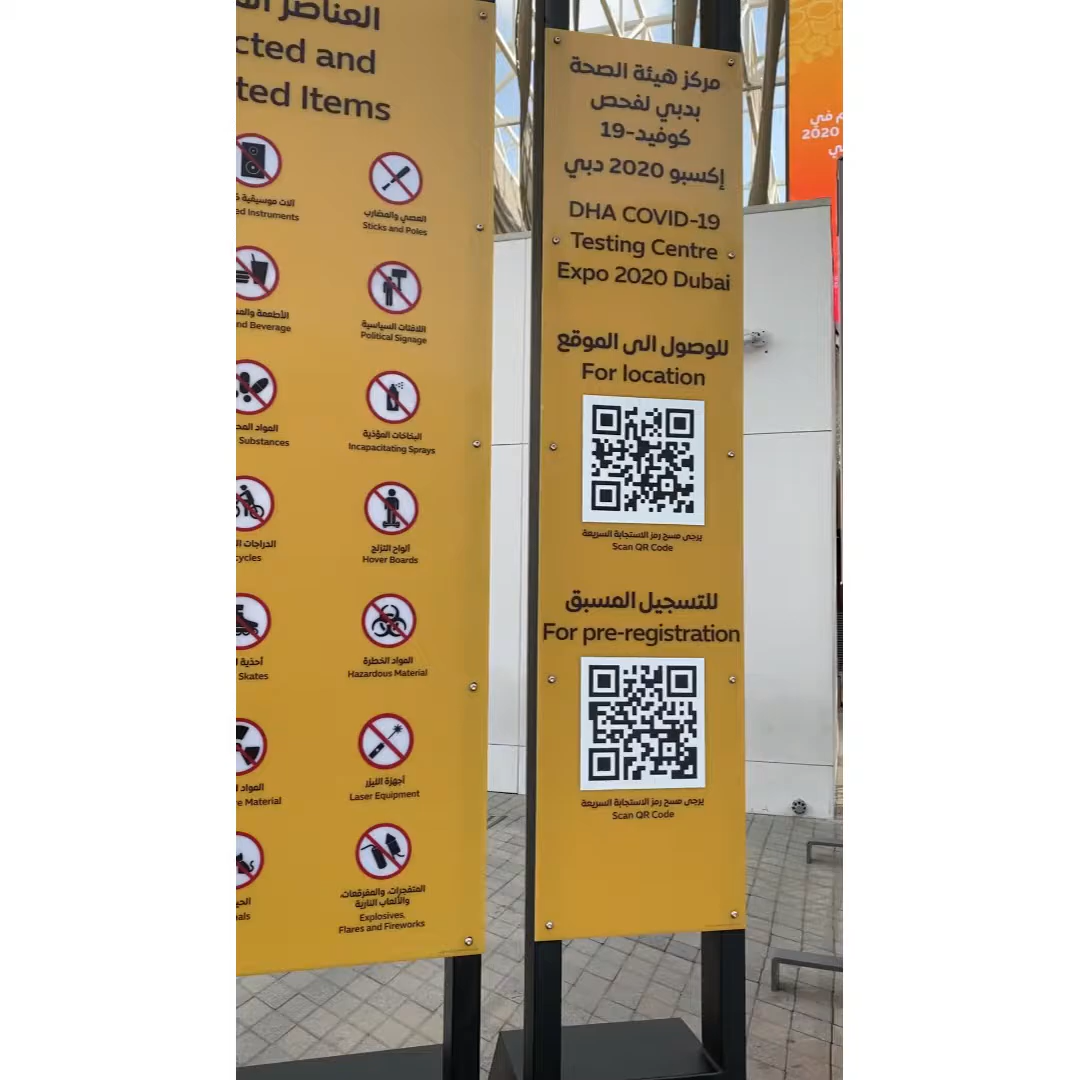 العناصر
cted and
ted Items
آلات موسيقية
ed Instruments
العصي والمضارب
Sticks and Poles
الأطعمة
nd Beverage
اللافتات السياسية
Political Signage
المواد
Substances
البخاخات المؤذية
Incapacitating Sprays
الدراجات
ycles
ألواح التزلج
Hover Boards
أحذية
Skates
المواد الخطرة
Hazardous Material
المواد
e Material
أجهزة الليزر
Laser Equipment
als
المتفجرات، والمفرقعات،
والألعاب النارية
Explosives,
Flares and Fireworks
مركز هيئة الصحة
بدبي لفحص
كوفيد-19
إكسبو 2020 دبي
DHA COVID-19
Testing Centre
Expo 2020 Dubai
للوصول الى الموقع
For location
يرجى مسح رمز الاستجابة السريعة
Scan QR Code
للتسجيل المسبق
For pre-registration
يرجى مسح رمز الاستجابة السريعة
Scan QR Code
في
2020